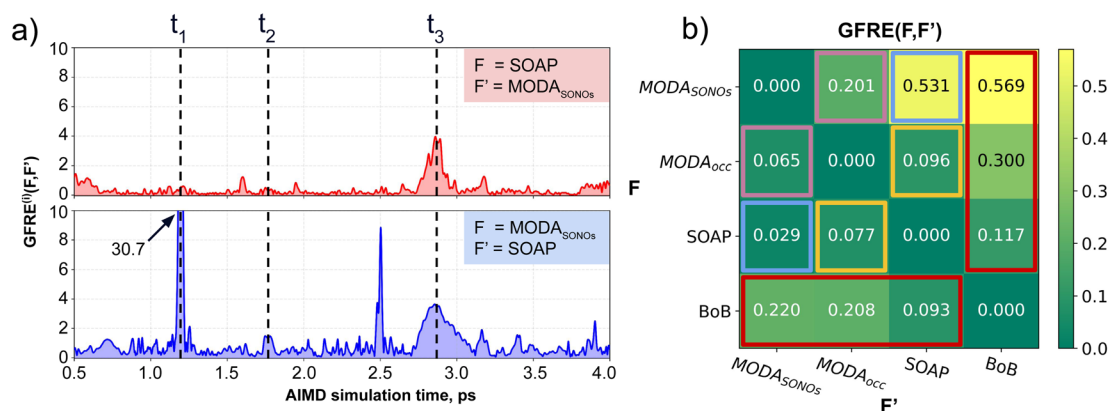 a)
t1
t2
t3
GFRE(i)(F,F')
10
8
6
4
2
0
F = SOAP
F' = MODASONOs
10
8
6
4
2
0
30.7
F = MODASONOs
F' = SOAP
0.5 1.0 1.5 2.0 2.5 3.0 3.5 4.0
AIMD simulation time, ps
b)
GFRE(F,F')
MODASONOs 0.000 0.201 0.531 0.569
MODAocc 0.065 0.000 0.096 0.300
F
SOAP 0.029 0.077 0.000 0.117
BoB 0.220 0.208 0.093 0.000
MODASONOs MODAocc SOAP BoB
F'
0.5
0.4
0.3
0.2
0.1
0.0